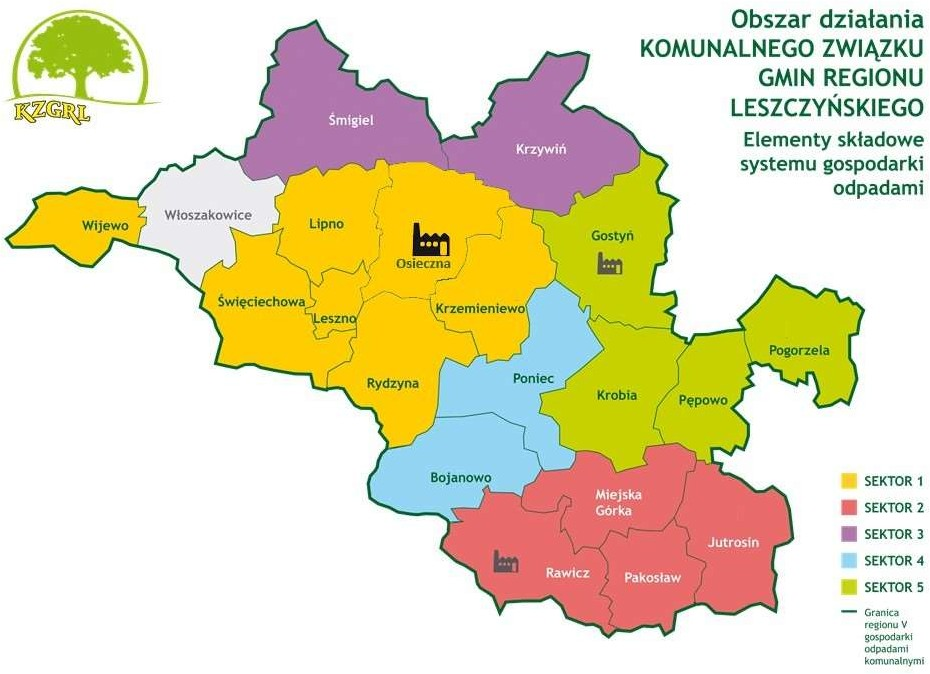 KZGRL
Obszar działania
KOMUNALNEGO ZWIĄZKU
GMIN REGIONU
LESZCZYŃSKIEGO
Elementy składowe
systemu gospodarki
odpadami
Śmigiel
Krzywiń
Włoszakowice
Wijewo
Lipno
Gostyń
Osieczna
Święciechowa
Leszno
Krzemieniewo
Pogorzela
Rydzyna
Poniec
Krobia
Pępowo
Bojanowo
Miejska
Górka
Jutrosin
Rawicz
Pakosław
SEKTOR 1
SEKTOR 2
SEKTOR 3
SEKTOR 4
SEKTOR 5
Granica
regionu V
gospodarki
odpadami
komunalnymi